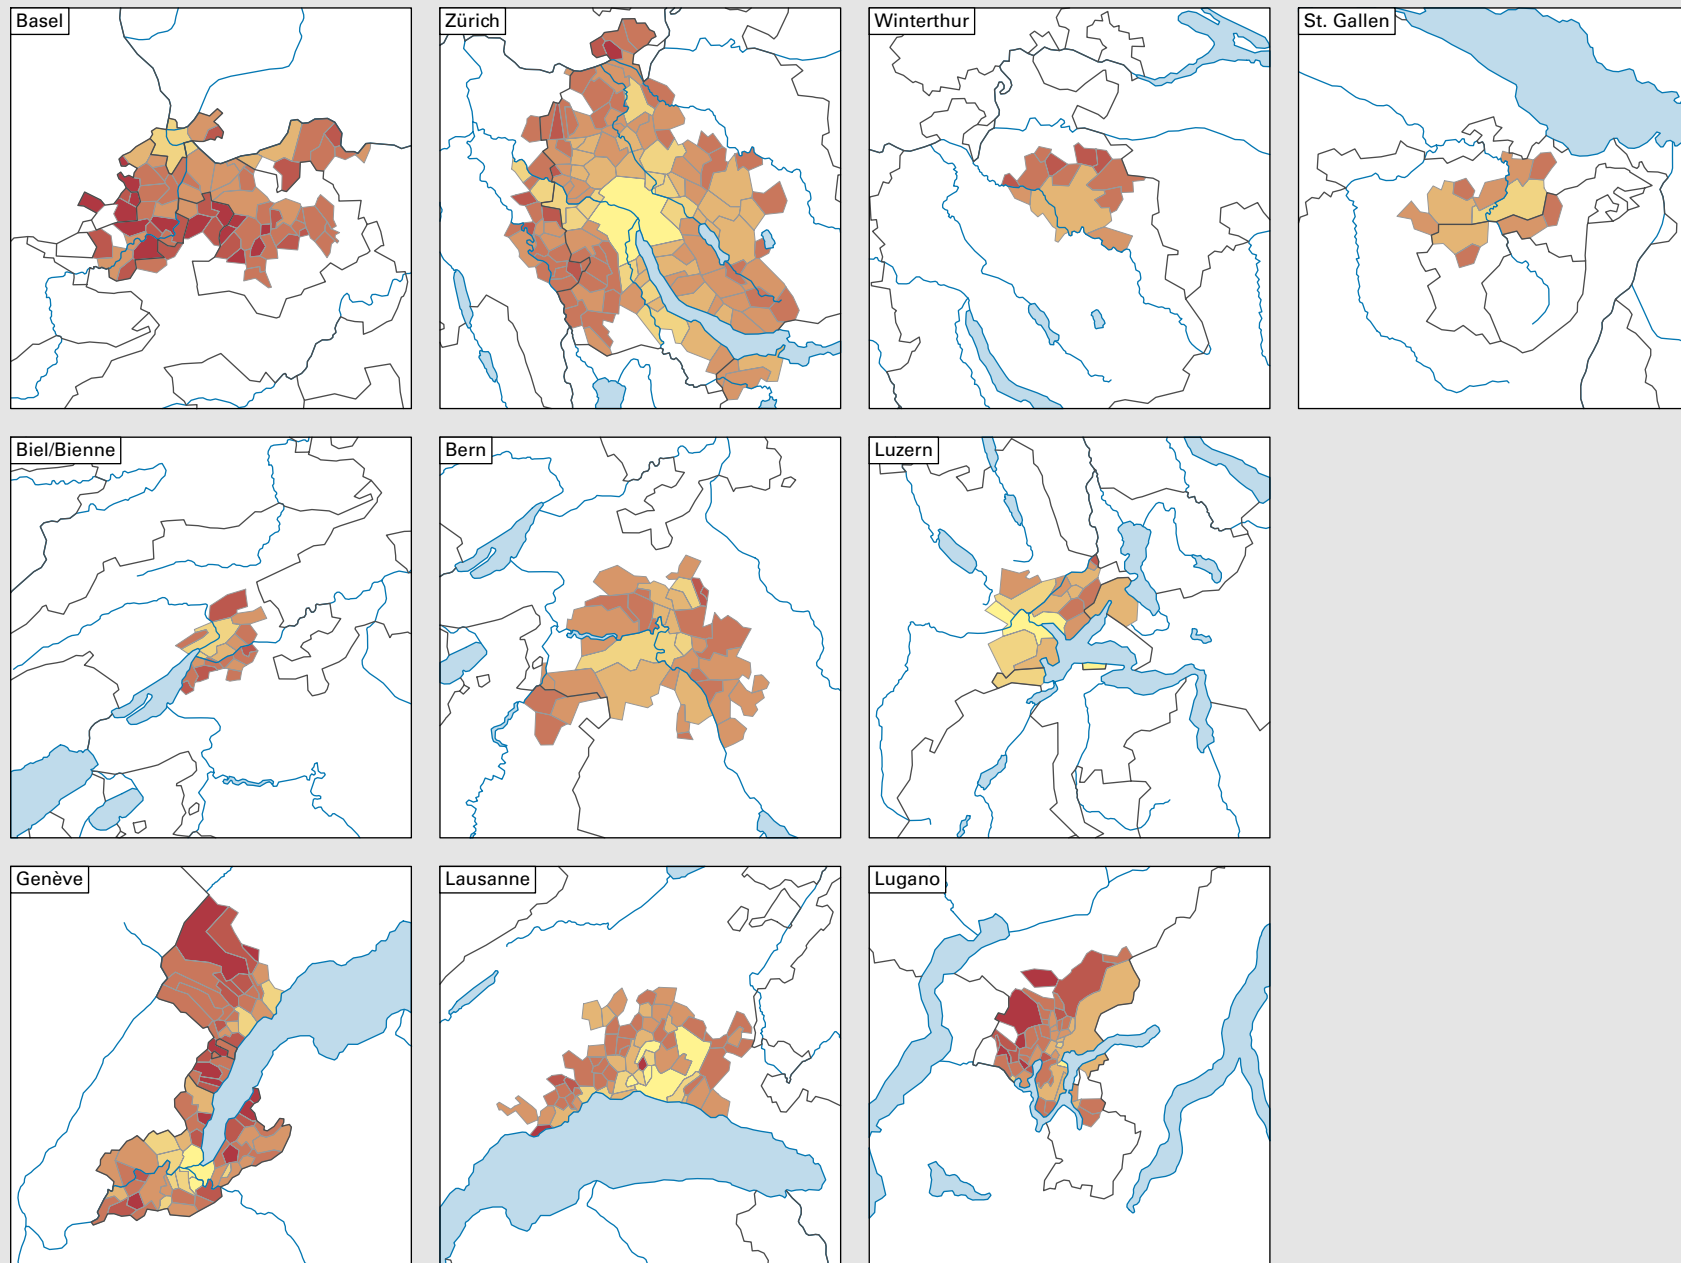 Basel
Zürich
Winterthur
St. Gallen
Biel/Bienne
Bern
Luzern
Genève
Lausanne
Lugano